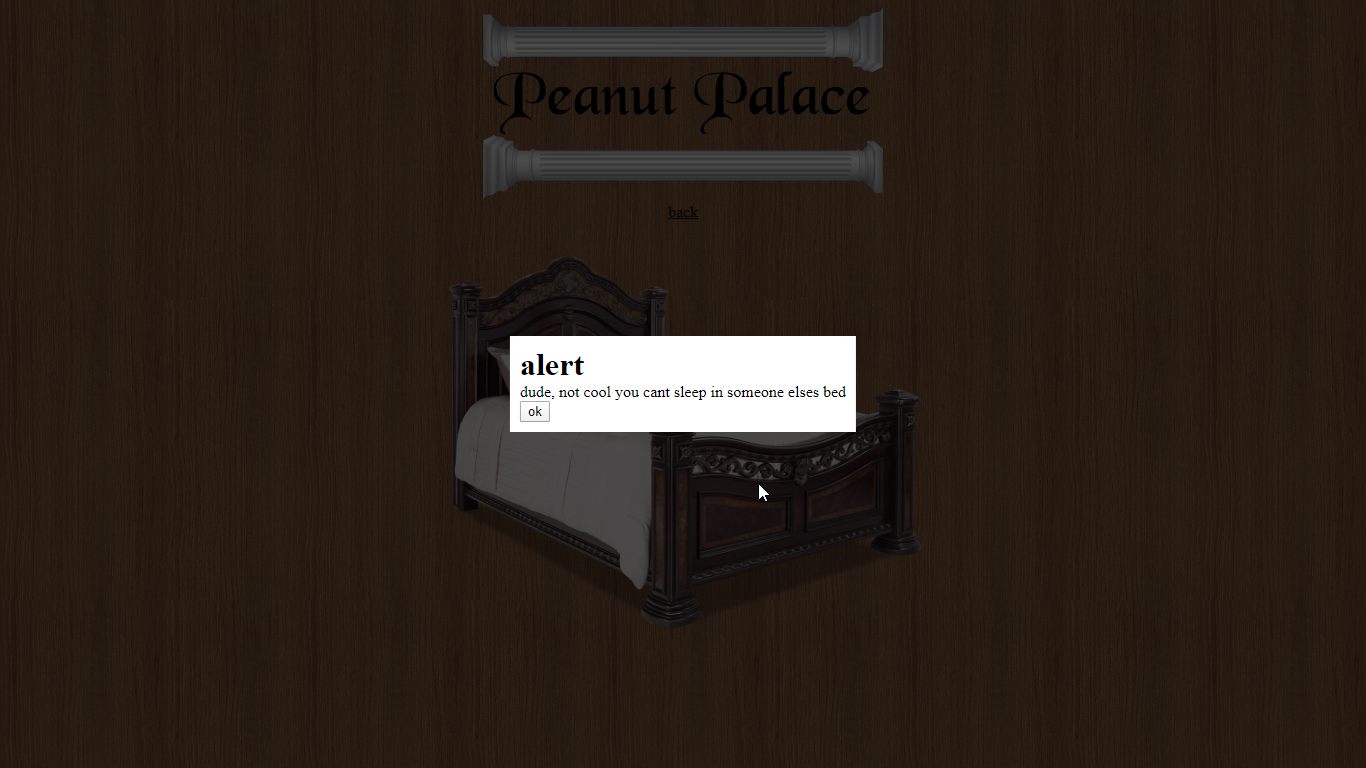 Peanut Palace
back
alert
dude, not cool you cant sleep in someone elses bed
ok